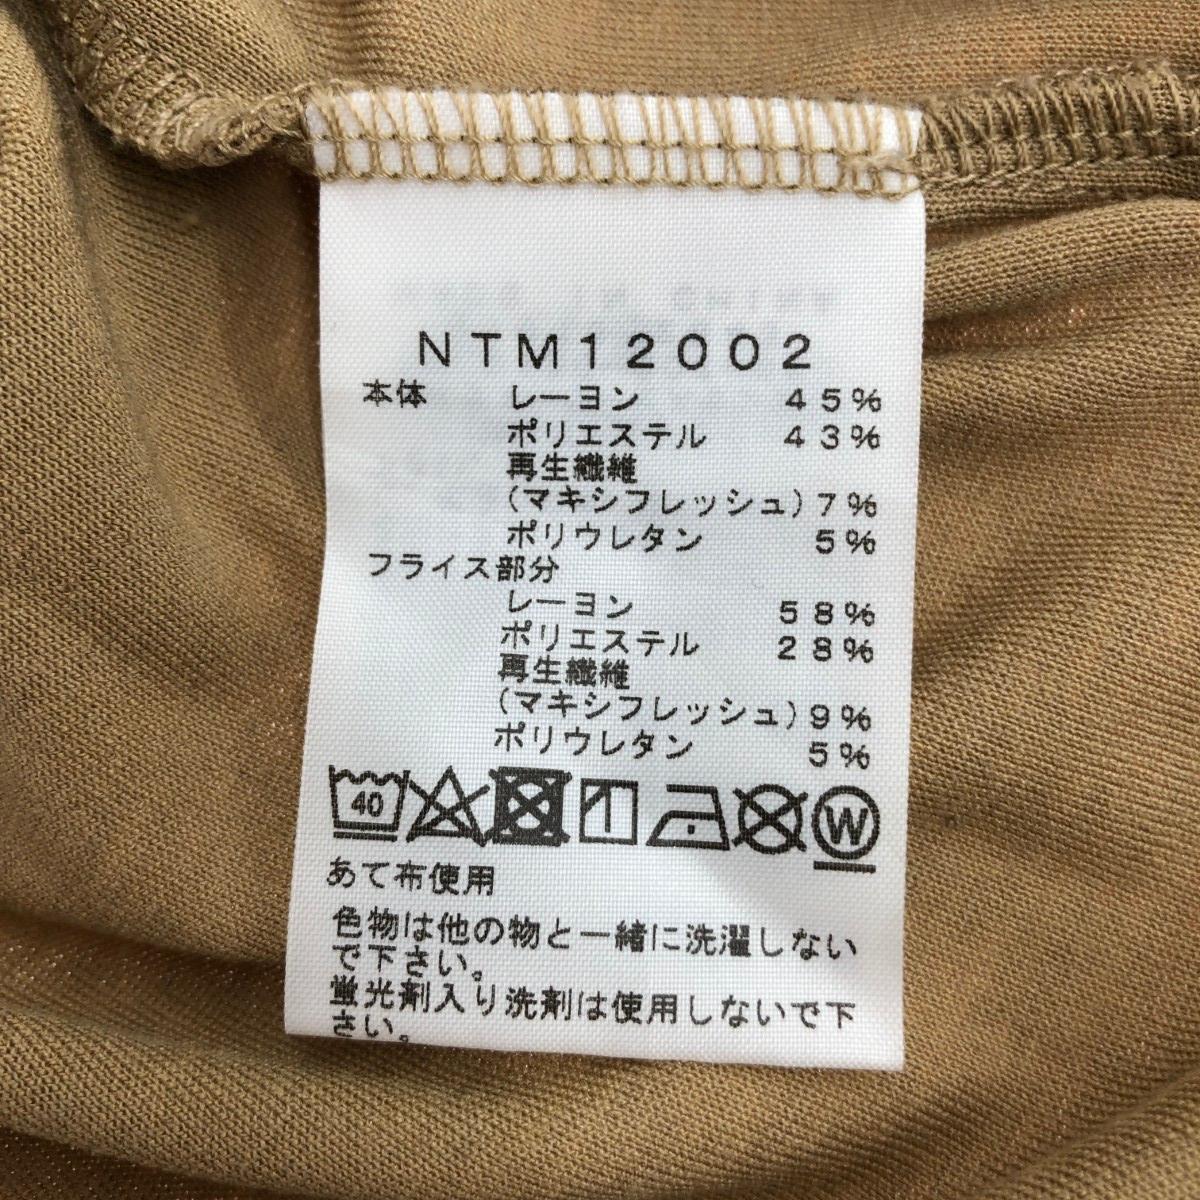 NTM12002
本体 レーヨン 45%
ポリエステル 43%
再生繊維
(マキシフレッシュ) 7%
ポリウレタン 5%
フライス部分
レーヨン 58%
ポリエステル 28%
再生繊維
(マキシフレッシュ) 9%
ポリウレタン 5%
40 W
あて布使用
色物は他の物と一緒に洗濯しない
で下さい。
蛍光剤入り洗剤は使用しないで下
さい。